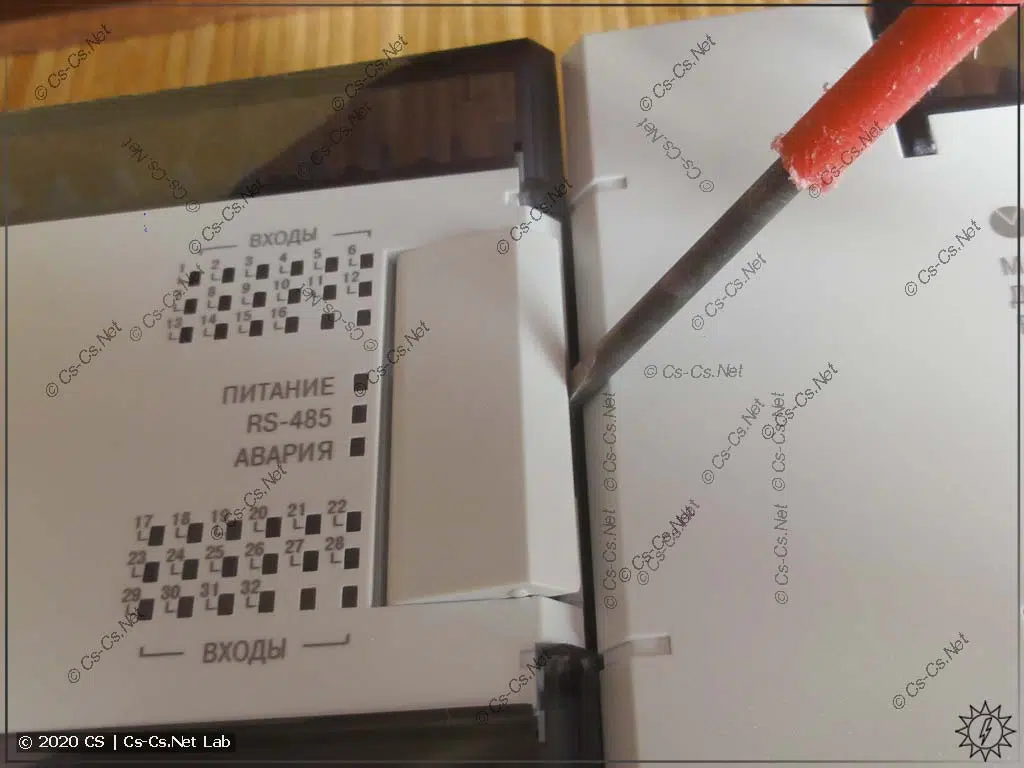 ВХОДЫ
1 2 3 4 5 6
8 9 10 11 12
13 14 15 16
ПИТАНИЕ
RS-485
АВАРИЯ
17 18 19 20 21 22
23 24 25 26 27 28
29 30 31 32
ВХОДЫ
© Cs-Cs.Net
© 2020 CS | Cs-Cs.Net Lab